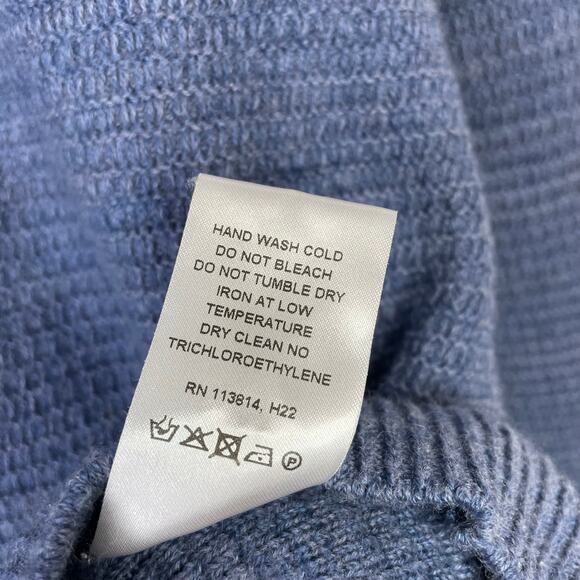 HAND WASH COLD
DO NOT BLEACH
DO NOT TUMBLE DRY
IRON AT LOW
TEMPERATURE
DRY CLEAN NO
TRICHLOROETHYLENE
RN 113814, H22
P